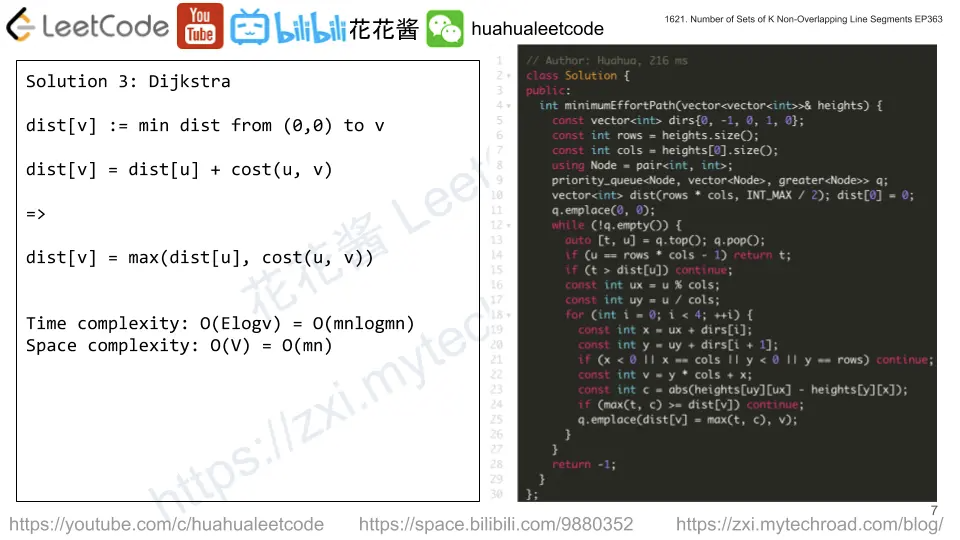 LeetCode
You
Tube
bilibili 花花酱
huahualeetcode
1621. Number of Sets of K Non-Overlapping Line Segments EP363
Solution 3: Dijkstra
dist[v] := min dist from (0,0) to v
dist[v] = dist[u] + cost(u, v)
=>
dist[v] = max(dist[u], cost(u, v))
Time complexity: O(Elogv) = O(mnlogmn)
Space complexity: O(V) = O(mn)
花花酱 LeetC
https://zxi.mytech
1 // Author: Huahua, 216 ms
2 class Solution {
3 public:
4 int minimumEffortPath(vector<vector<int>>& heights) {
5 const vector<int> dirs{0, -1, 0, 1, 0};
6 const int rows = heights.size();
7 const int cols = heights[0].size();
8 using Node = pair<int, int>;
9 priority_queue<Node, vector<Node>, greater<Node>> q;
10 vector<int> dist(rows * cols, INT_MAX / 2); dist[0] = 0;
11 q.emplace(0, 0);
12 while (!q.empty()) {
13 auto [t, u] = q.top(); q.pop();
14 if (u == rows * cols - 1) return t;
15 if (t > dist[u]) continue;
16 const int ux = u % cols;
17 const int uy = u / cols;
18 for (int i = 0; i < 4; ++i) {
19 const int x = ux + dirs[i];
20 const int y = uy + dirs[i + 1];
21 if (x < 0 || x == cols || y < 0 || y == rows) continue;
22 const int v = y * cols + x;
23 const int c = abs(heights[uy][ux] - heights[y][x]);
24 if (max(t, c) >= dist[v]) continue;
25 q.emplace(dist[v] = max(t, c), v);
26 }
27 }
28 return -1;
29 }
30 };
7
https://youtube.com/c/huahualeetcode
https://space.bilibili.com/9880352
https://zxi.mytechroad.com/blog/